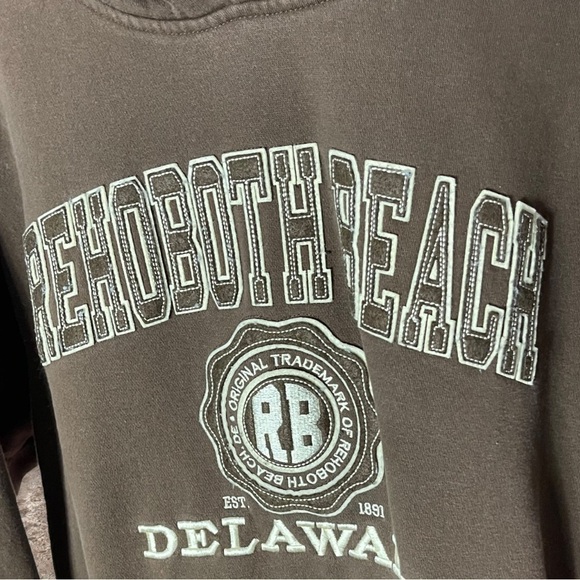 REHOBOTH BEACH
ORIGINAL TRADEMARK OF REHOBOTH BEACH, DE •
RB
EST. 1891
DELAWA